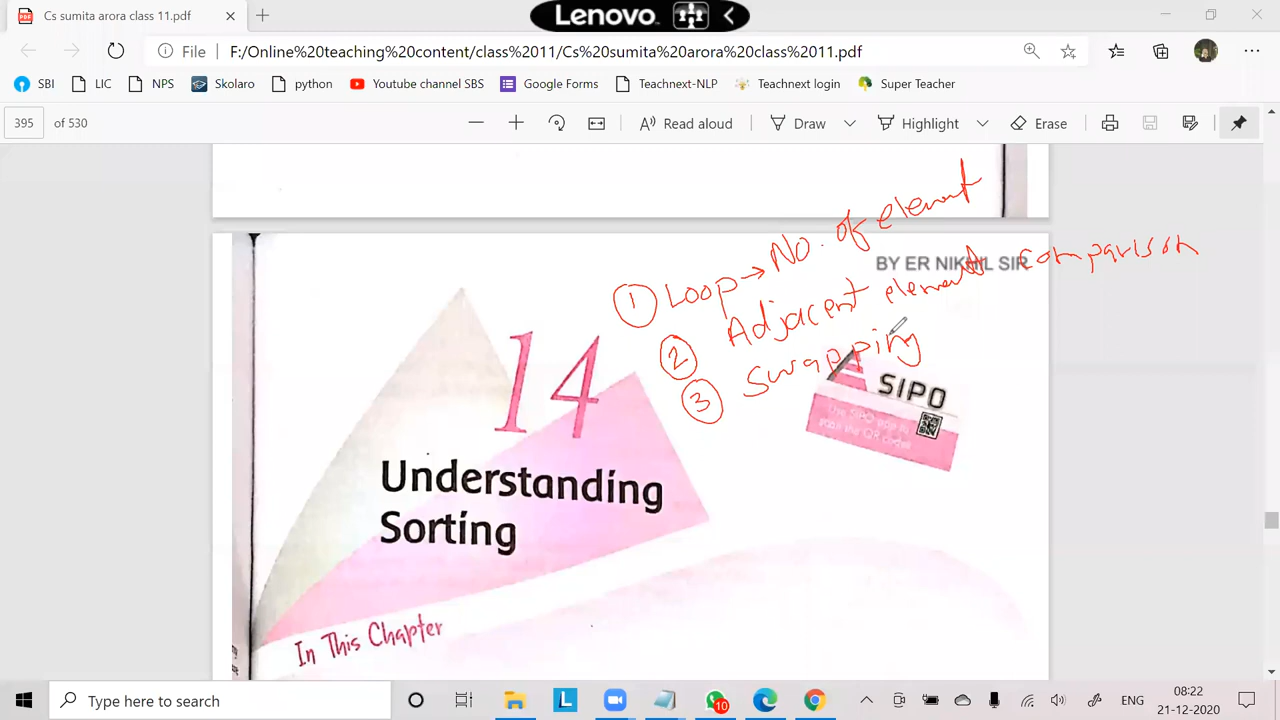 Cs sumita arora class 11.pdf
Lenovo
File F:/Online%20teaching%20content/class%2011/Cs%20sumita%20arora%20class%2011.pdf
SBI LIC NPS Skolaro python Youtube channel SBS Google Forms Teachnext-NLP Teachnext login Super Teacher
395 of 530 Read aloud Draw Highlight Erase
① Loop → No. of element
BY ER NIKHIL SIR
② Adjacent element comparison
③ Swapping
SIPO
14
Understanding
Sorting
In This Chapter
Type here to search
L
10
ENG
08:22
21-12-2020